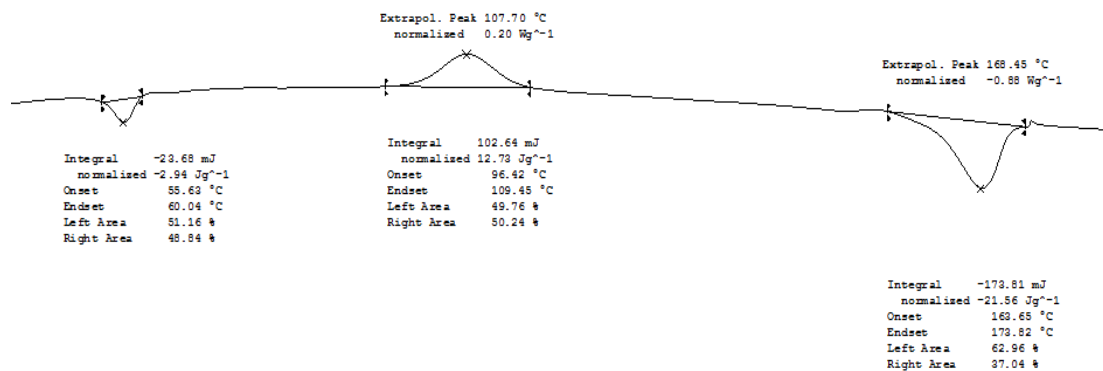 Extrapol. Peak 107.70 °C
normalized 0.20 Wg^-1
Extrapol. Peak 168.45 °C
normalized -0.88 Wg^-1
Integral -23.68 mJ
normalized -2.94 Jg^-1
Onset 55.63 °C
Endset 60.04 °C
Left Area 51.16 %
Right Area 48.84 %
Integral 102.64 mJ
normalized 12.73 Jg^-1
Onset 96.42 °C
Endset 109.45 °C
Left Area 49.76 %
Right Area 50.24 %
Integral -173.81 mJ
normalized -21.56 Jg^-1
Onset 163.65 °C
Endset 173.82 °C
Left Area 62.96 %
Right Area 37.04 %